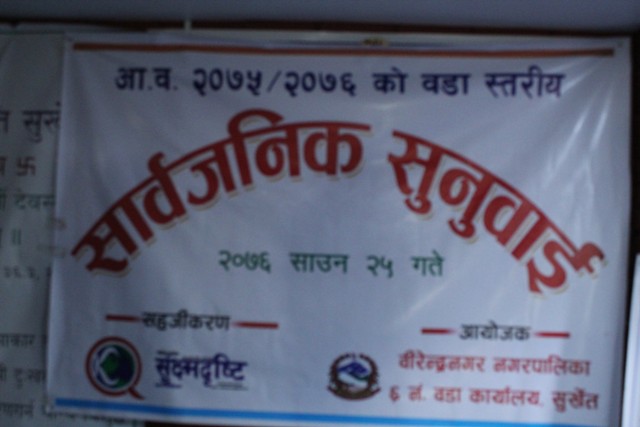 आ.व. २०७५/२०७६ को वडा स्तरीय
सार्वजनिक सुनुवाई
२०७६ साउन २५ गते
सहजीकरण
सूक्ष्मदृष्टि
आयोजक
वीरेन्द्रनगर नगरपालिका
६ नं. वडा कार्यालय, सुर्खेत